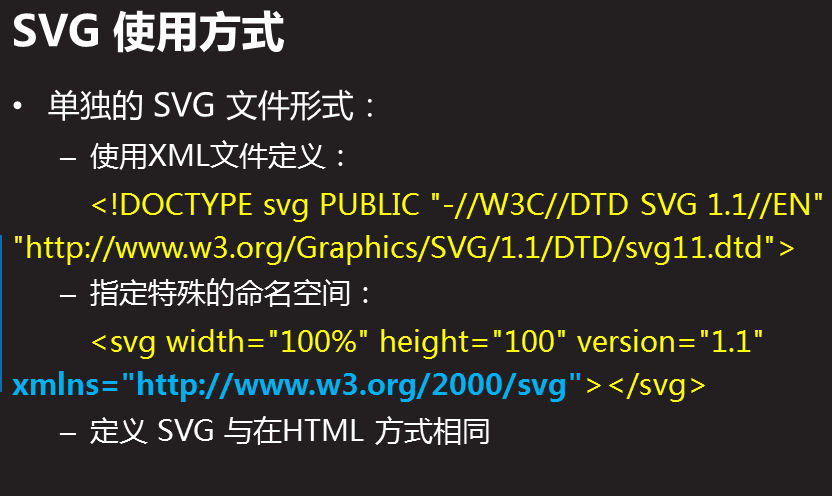 SVG 使用方式
• 单独的 SVG 文件形式：
– 使用XML文件定义：
<!DOCTYPE svg PUBLIC "-//W3C//DTD SVG 1.1//EN"
"http://www.w3.org/Graphics/SVG/1.1/DTD/svg11.dtd">
– 指定特殊的命名空间：
<svg width="100%" height="100" version="1.1"
xmlns="http://www.w3.org/2000/svg"></svg>
– 定义 SVG 与在HTML 方式相同